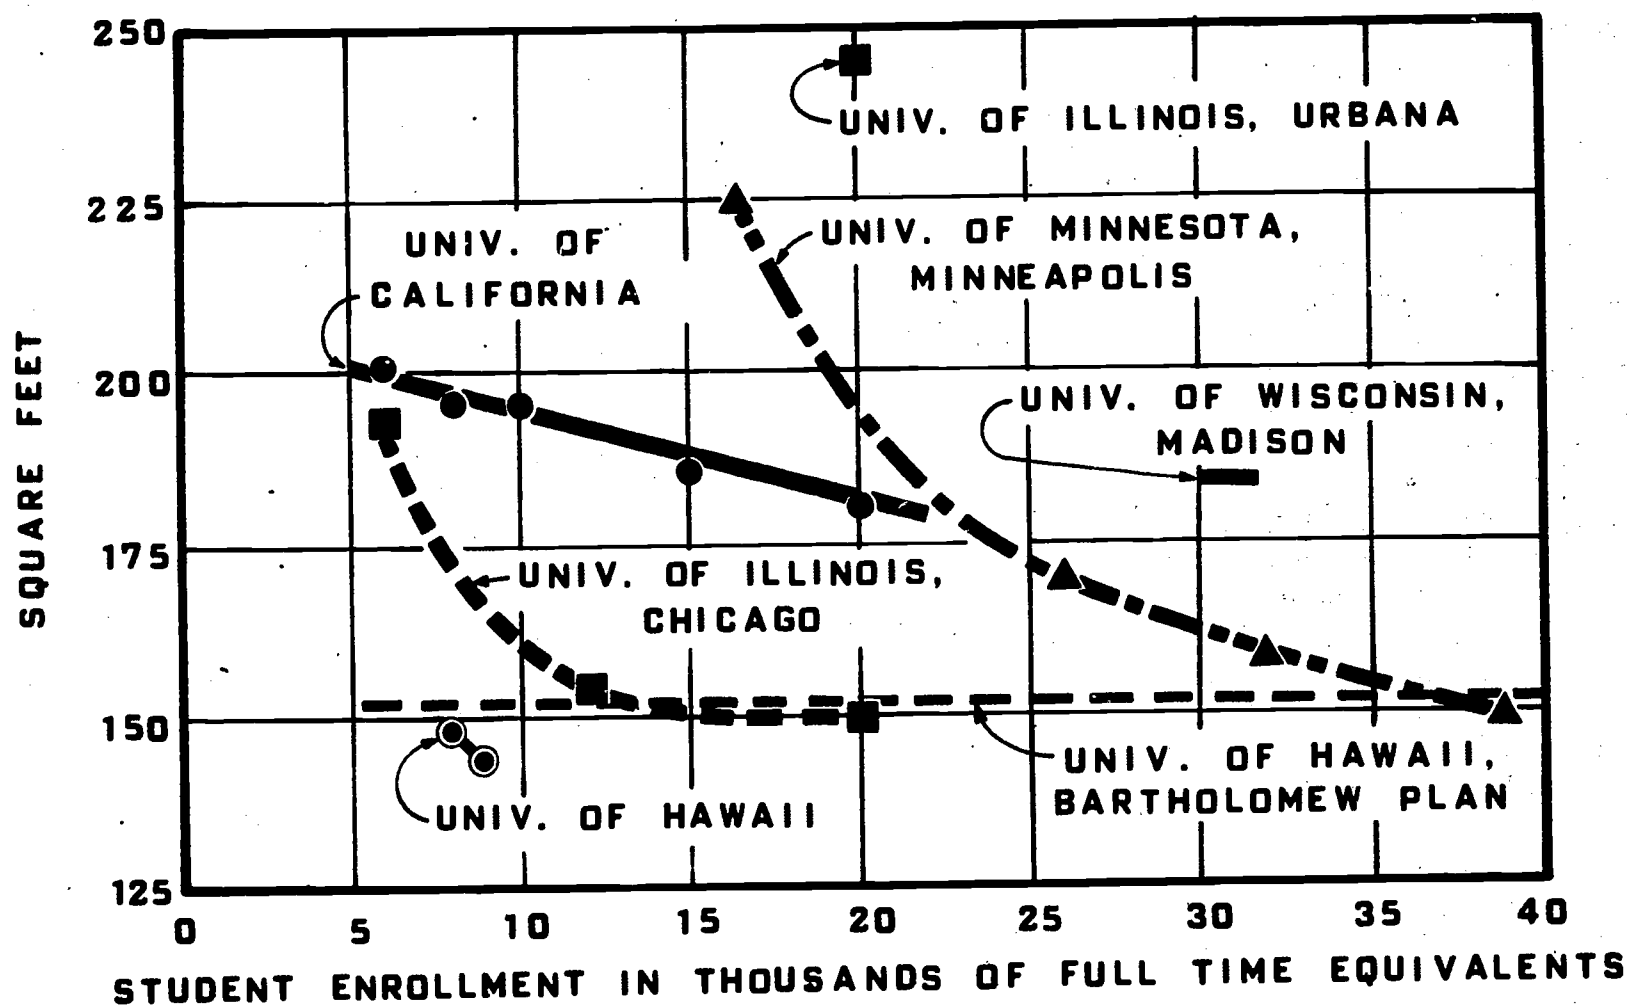 250
UNIV. OF ILLINOIS, URBANA
225
UNIV. OF MINNESOTA,
MINNEAPOLIS
UNIV. OF
CALIFORNIA
200
UNIV. OF WISCONSIN,
MADISON
175
UNIV. OF ILLINOIS,
CHICAGO
150
UNIV. OF HAWAII,
BARTHOLOMEW PLAN
UNIV. OF HAWAII
125
0 5 10 15 20 25 30 35 40
SQUARE FEET
STUDENT ENROLLMENT IN THOUSANDS OF FULL TIME EQUIVALENTS